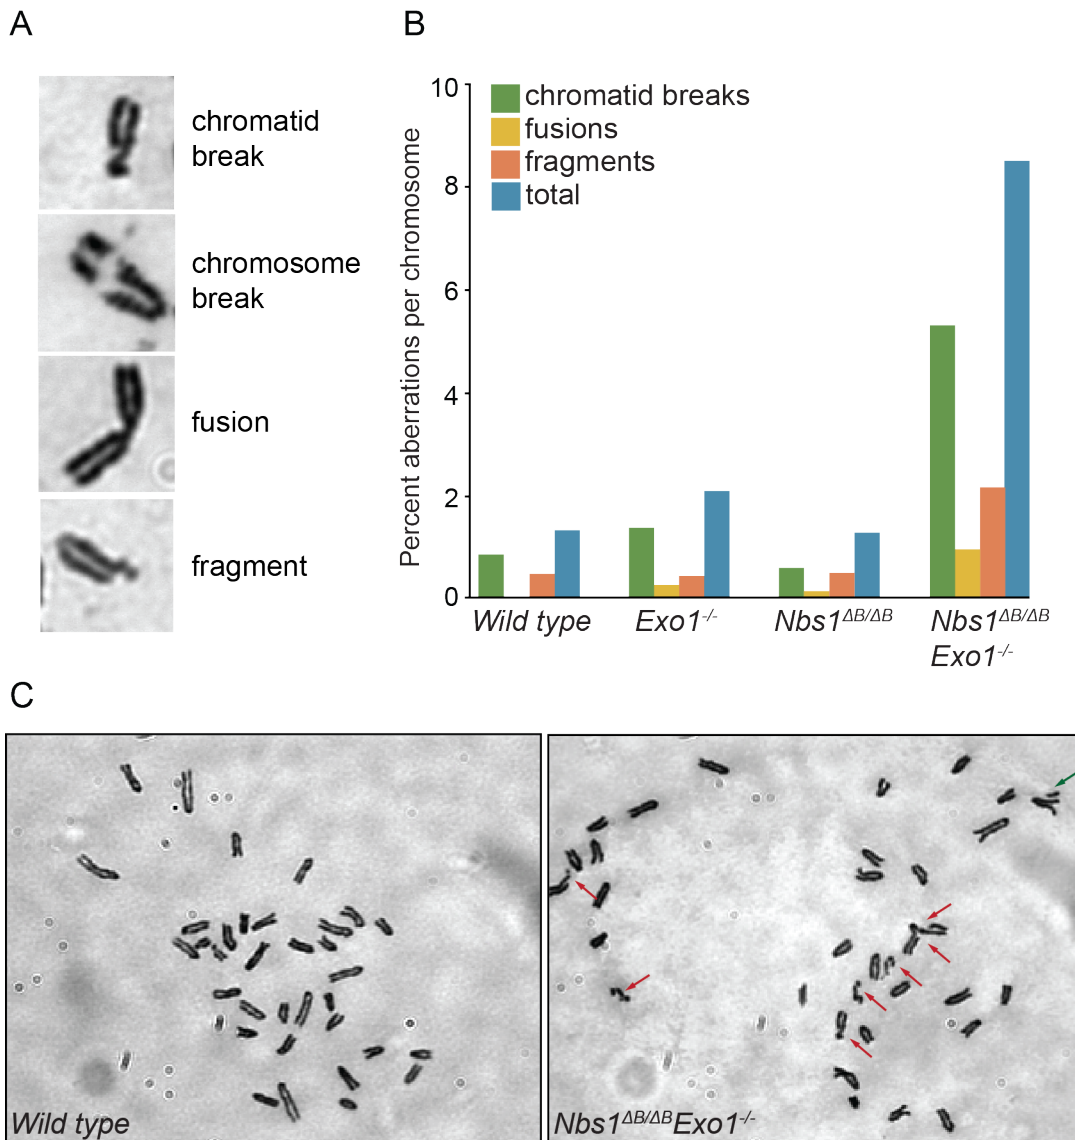 A
chromatid
break
chromosome
break
fusion
fragment
B
Percent aberrations per chromosome
10
8
6
4
2
0
chromatid breaks
fusions
fragments
total
Wild type
Exo1-/-
Nbs1ΔB/ΔB
Nbs1ΔB/ΔB
Exo1-/-
C
Wild type
Nbs1ΔB/ΔBExo1-/-